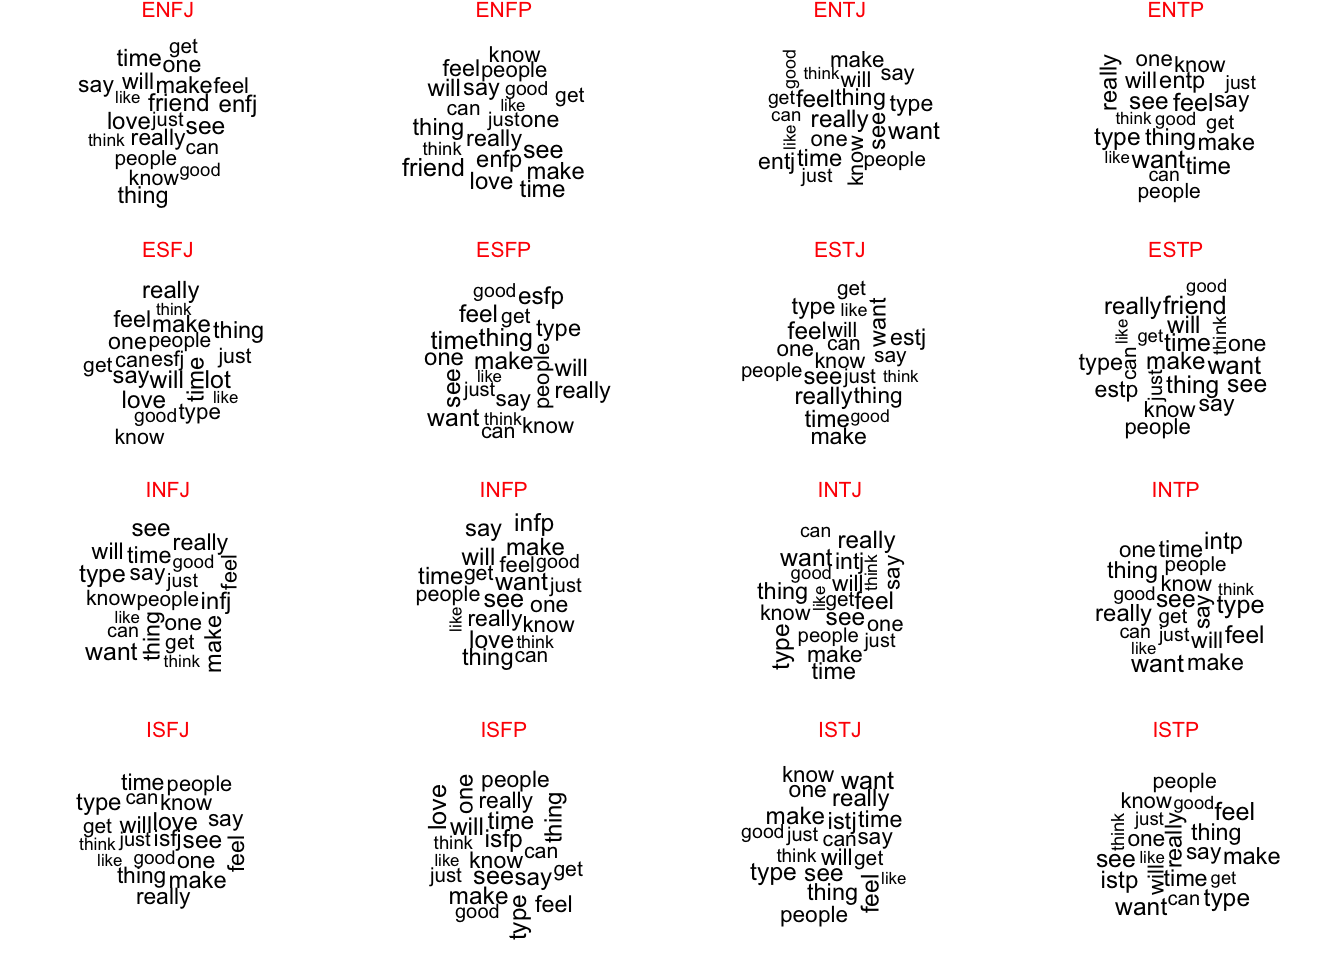 ENFJ
get
time
one
say will make feel
like friend enfj
love just see
think really can
people
know good
thing
ENFP
know
feel people
will say good get
can like
just one
thing really
think
friend enfp see
love make
time
ENTJ
good make
think will say
get feel thing type
can really
like one see want
entj time know people
just
ENTP
really one know
will entp just
see feel say
think good get
type thing make
like want time
can
people
ESFJ
really
think
feel make thing
one people
get can esfj just
say will time lot
love like
good type
know
ESFP
good esfp
feel get
time thing type
one make people will
see like
just say really
want think
can know
ESTJ
get
type like want
feel will estj
one can
know say
people see just think
really thing
time good
make
ESTP
good
really friend
like will think
get time one
type can make want
estp just thing see
know say
people
INFJ
see
will time really
good
type say just feel
know people infj
like
can thing one make
want get
think
INFP
say infp
will make
feel good
time get want just
people see one
like really know
love think
thing can
INTJ
can really
want intj think say
good will
thing like get feel
know see one
type people just
make
time
INTP
one time intp
thing people
know think
good see say type
really get
can just will feel
like
want make
ISFJ
time people
type can know
get will love say
think just isfj see feel
like good one
thing make
really
ISFP
love one people
really thing
will time
think isfp can
like know
just see say get
make
good type feel
ISTJ
know want
one really
make istj time
good just can say
think will get
type see
thing feel like
people
ISTP
people
know good feel
think just really thing
one
see like say make
istp will time get
want can type